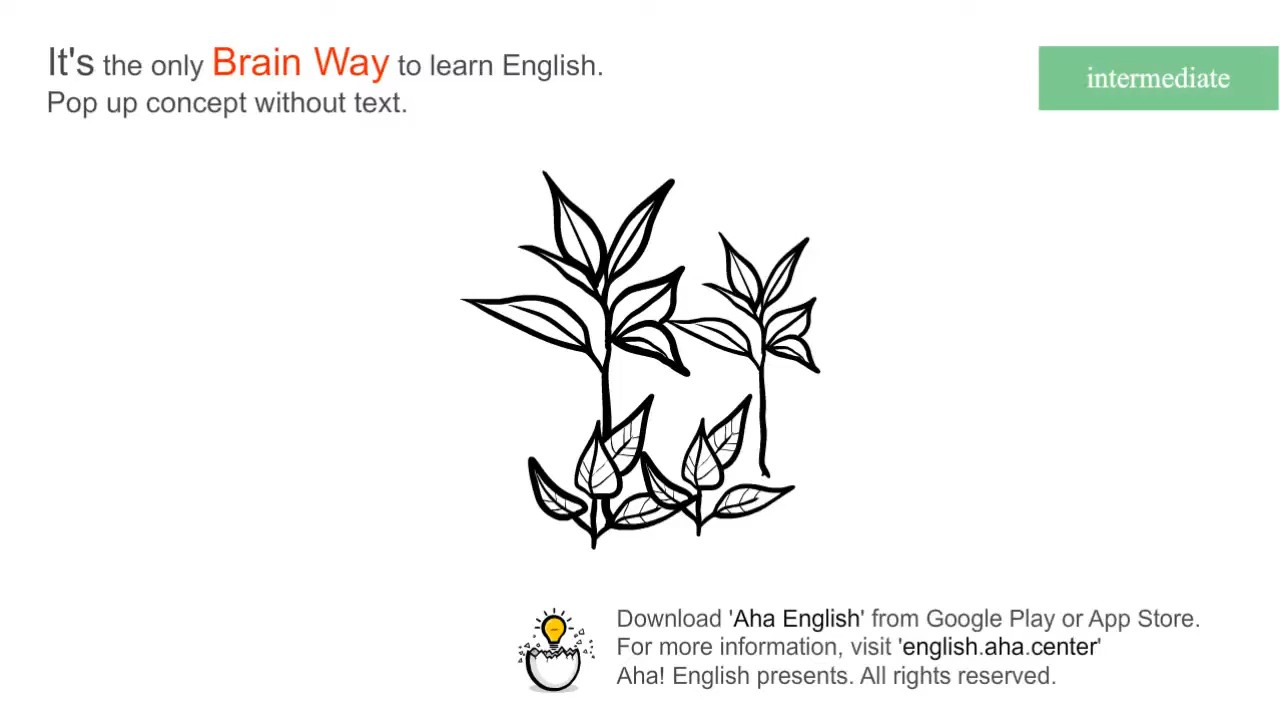 It's the only Brain Way to learn English.
Pop up concept without text.
intermediate
Download 'Aha English' from Google Play or App Store.
For more information, visit 'english.aha.center'
Aha! English presents. All rights reserved.